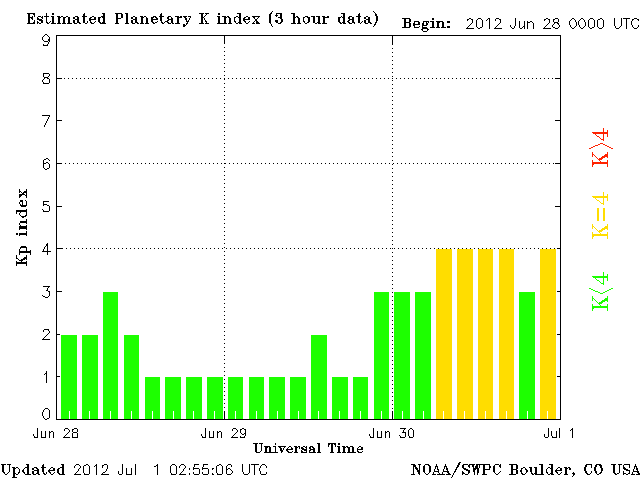 Estimated Planetary K index (3 hour data)   Begin: 2012 Jun 28 0000 UTC
9
8
7
6
5
4
3
2
1
0
Kp index
K>4
K=4
K<4
Jun 28   Jun 29   Jun 30   Jul 1
Universal Time
Updated 2012 Jul 1 02:55:06 UTC   NOAA/SWPC Boulder, CO USA